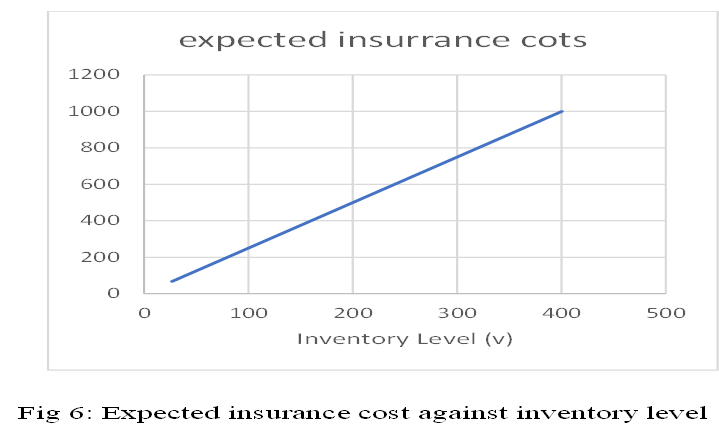 expected insurrance cots
1200
1000
800
600
400
200
0
0 100 200 300 400 500
Inventory Level (v)
Fig 6: Expected insurance cost against inventory level